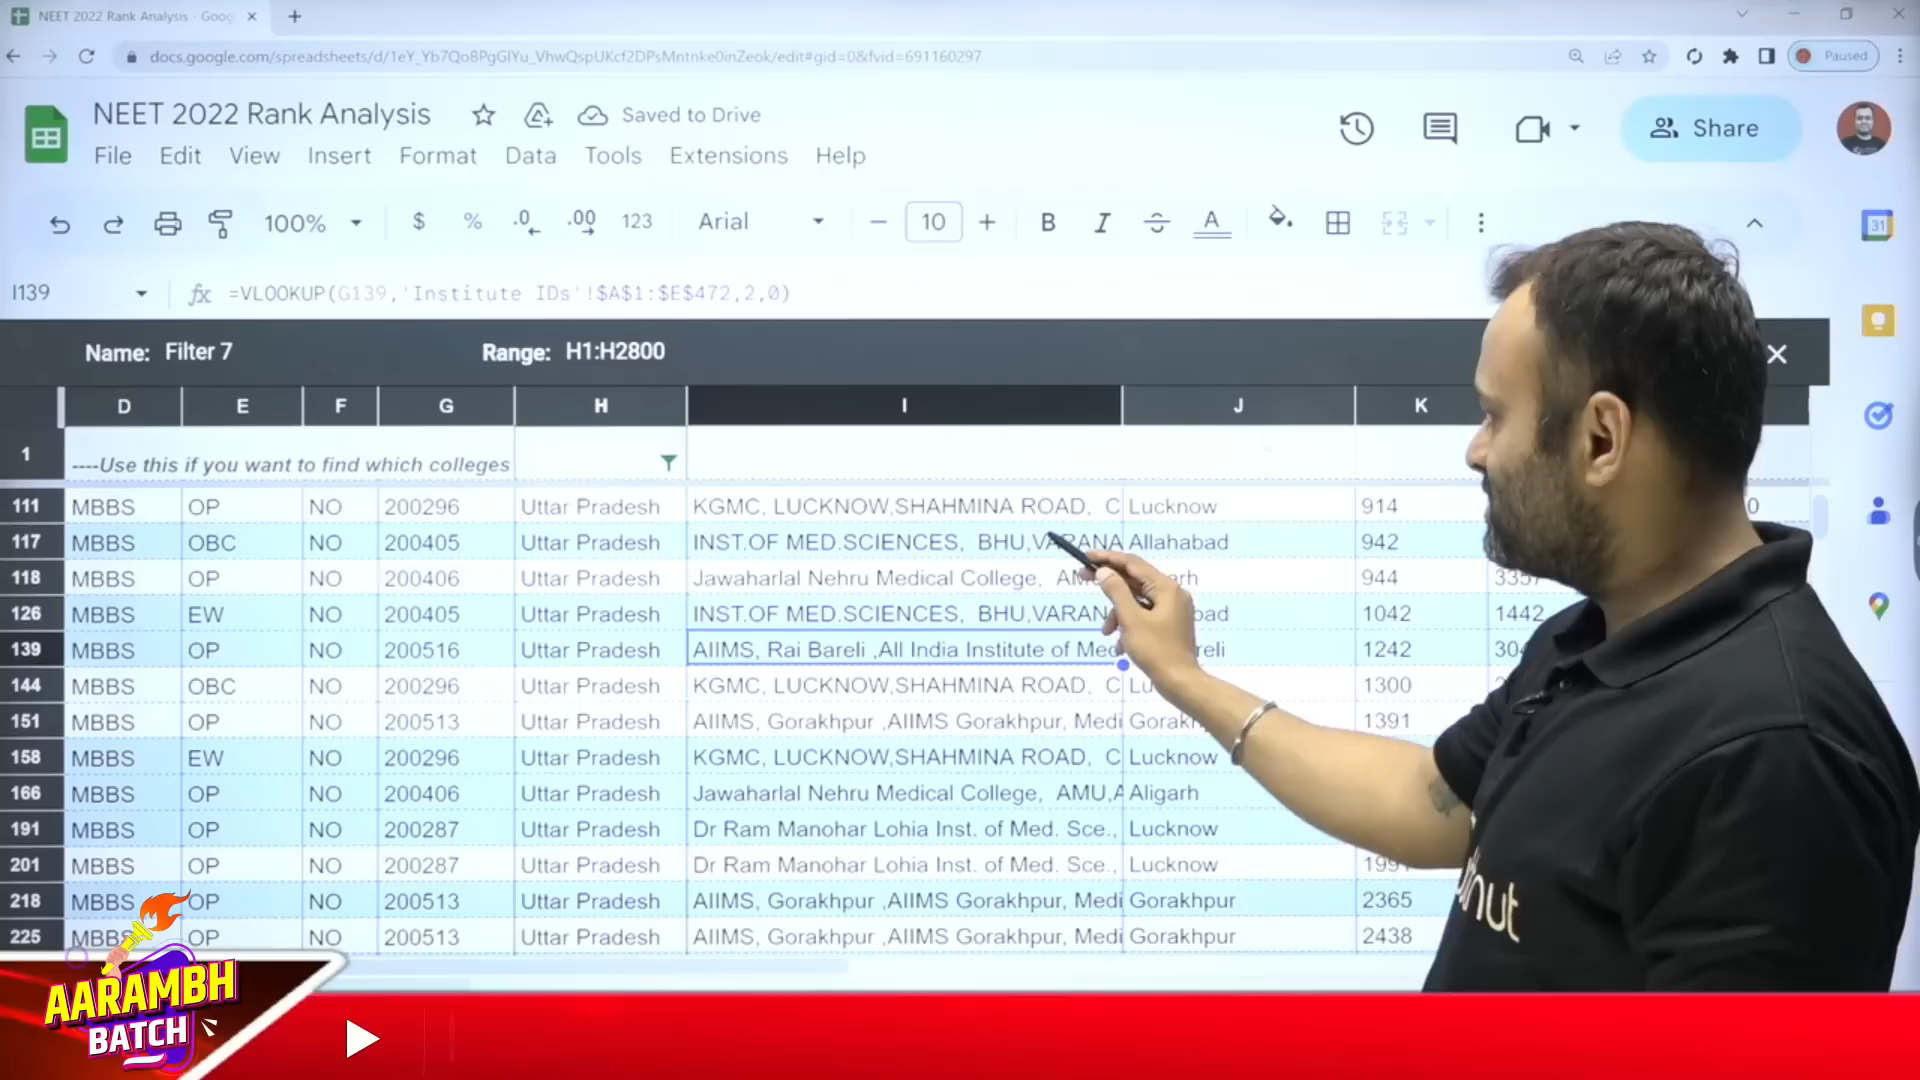 NEET 2022 Rank Analysis - Goog
docs.google.com/spreadsheets/d/1eY_Yb7Qo8PgGlYu_VhwQspUKcf2DPsMntnke0inZeok/edit#gid=0&fvid=691160297
Paused
NEET 2022 Rank Analysis
Saved to Drive
Share
File Edit View Insert Format Data Tools Extensions Help
100% $ % .0 .00 123 Arial 10 B I A
31
I139 fx =VLOOKUP(G139,'Institute IDs'!$A$1:$E$472,2,0)
Name: Filter 7 Range: H1:H2800
D E F G H I J K
1 ----Use this if you want to find which colleges
111 MBBS OP NO 200296 Uttar Pradesh KGMC, LUCKNOW,SHAHMINA ROAD, C Lucknow 914 0
117 MBBS OBC NO 200405 Uttar Pradesh INST.OF MED.SCIENCES, BHU,VARANA Allahabad 942
118 MBBS OP NO 200406 Uttar Pradesh Jawaharlal Nehru Medical College, 944
126 MBBS EW NO 200405 Uttar Pradesh INST.OF MED.SCIENCES, BHU,VARAN bad 1042 1442
139 MBBS OP NO 200516 Uttar Pradesh AIIMS, Rai Bareli ,All India Institute of Med reli 1242
144 MBBS OBC NO 200296 Uttar Pradesh KGMC, LUCKNOW,SHAHMINA ROAD, C 1300
151 MBBS OP NO 200513 Uttar Pradesh AIIMS, Gorakhpur ,AIIMS Gorakhpur, Medi Gorakh 1391
158 MBBS EW NO 200296 Uttar Pradesh KGMC, LUCKNOW,SHAHMINA ROAD, C Lucknow
166 MBBS OP NO 200406 Uttar Pradesh Jawaharlal Nehru Medical College, AMU,A Aligarh
191 MBBS OP NO 200287 Uttar Pradesh Dr Ram Manohar Lohia Inst. of Med. Sce., Lucknow
201 MBBS OP NO 200287 Uttar Pradesh Dr Ram Manohar Lohia Inst. of Med. Sce., Lucknow
218 MBBS OP NO 200513 Uttar Pradesh AIIMS, Gorakhpur ,AIIMS Gorakhpur, Medi Gorakhpur 2365
225 MBBS OP NO 200513 Uttar Pradesh AIIMS, Gorakhpur ,AIIMS Gorakhpur, Medi Gorakhpur 2438
AARAMBH
BATCH